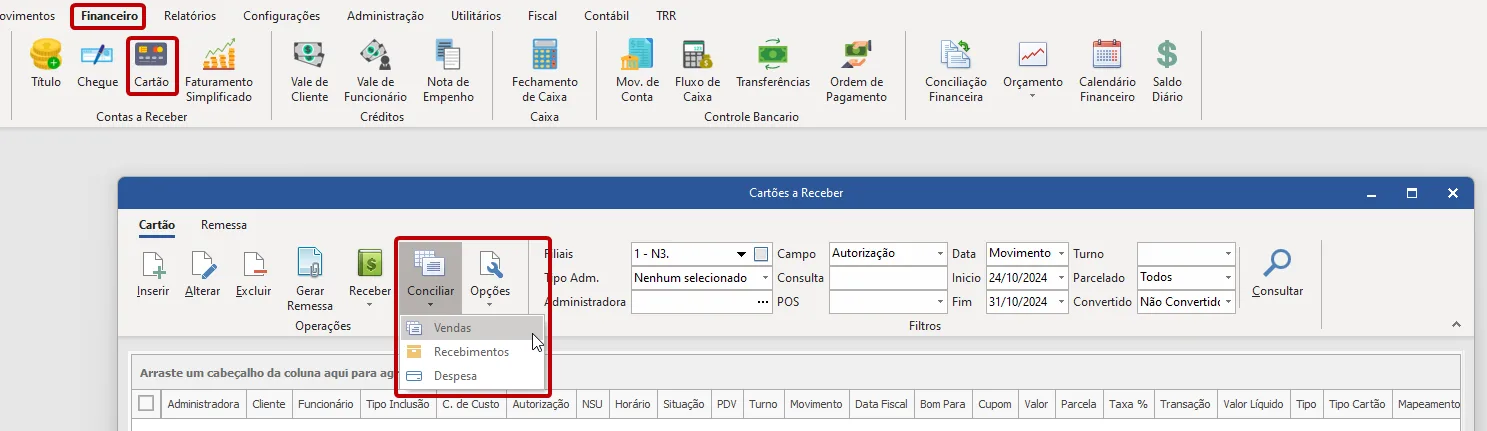 ovimentos Financeiro Relatórios Configurações Administração Utilitários Fiscal Contábil TRR
Título Cheque Cartão Faturamento Simplificado Vale de Cliente Vale de Funcionário Nota de Empenho Fechamento de Caixa Mov. de Conta Fluxo de Caixa Transferências Ordem de Pagamento Conciliação Financeira Orçamento Calendário Financeiro Saldo Diário
Contas a Receber Créditos Caixa Controle Bancario
Cartões a Receber
Cartão Remessa
Inserir Alterar Excluir Gerar Remessa Receber Conciliar Opções
Operações
Filiais 1 - N3. Campo Autorização Data Movimento Turno
Tipo Adm. Nenhum selecionado Consulta Inicio 24/10/2024 Parcelado Todos
Administradora ... POS Fim 31/10/2024 Convertido Não Convertido
Consultar
Filtros
Vendas
Recebimentos
Despesa
Arraste um cabeçalho da coluna aqui para ag
Administradora Cliente Funcionário Tipo Inclusão C. de Custo Autorização NSU Horário Situação PDV Turno Movimento Data Fiscal Bom Para Cupom Valor Parcela Taxa % Transação Valor Líquido Tipo Tipo Cartão Mapeamento